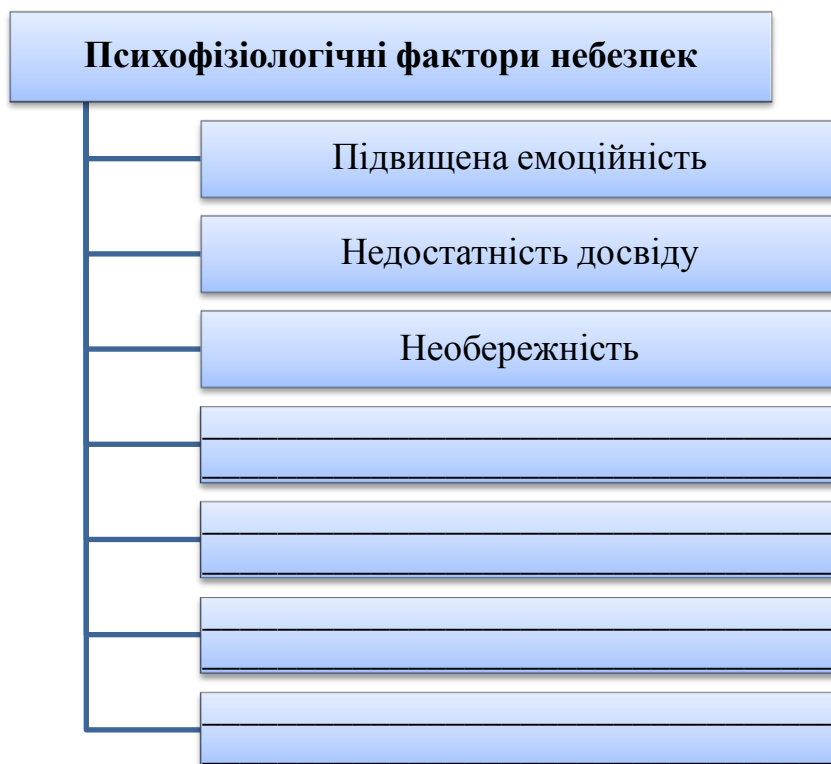 Психофізіологічні фактори небезпек
Підвищена емоційність
Недостатність досвіду
Необережність